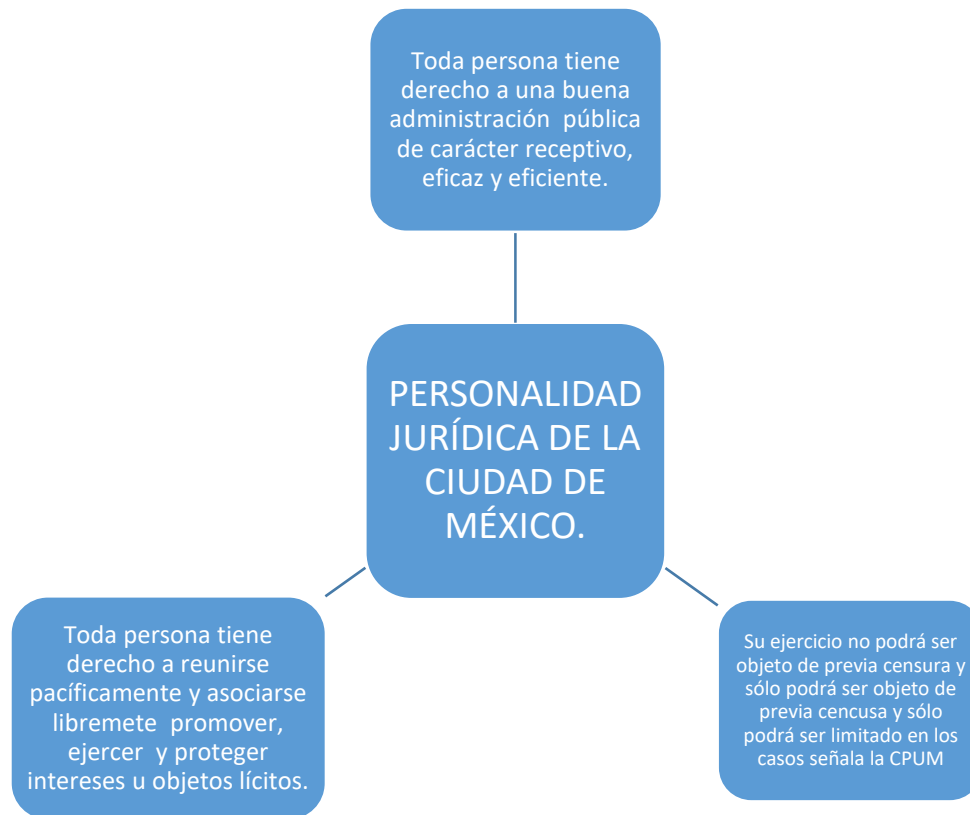 Toda persona tiene
derecho a una buena
administración pública
de carácter receptivo,
eficaz y eficiente.
PERSONALIDAD
JURÍDICA DE LA
CIUDAD DE
MÉXICO.
Toda persona tiene
derecho a reunirse
pacíficamente y asociarse
libremete promover,
ejercer y proteger
intereses u objetos lícitos.
Su ejercicio no podrá ser
objeto de previa censura y
sólo podrá ser objeto de
previa cencusa y sólo
podrá ser limitado en los
casos señala la CPUM